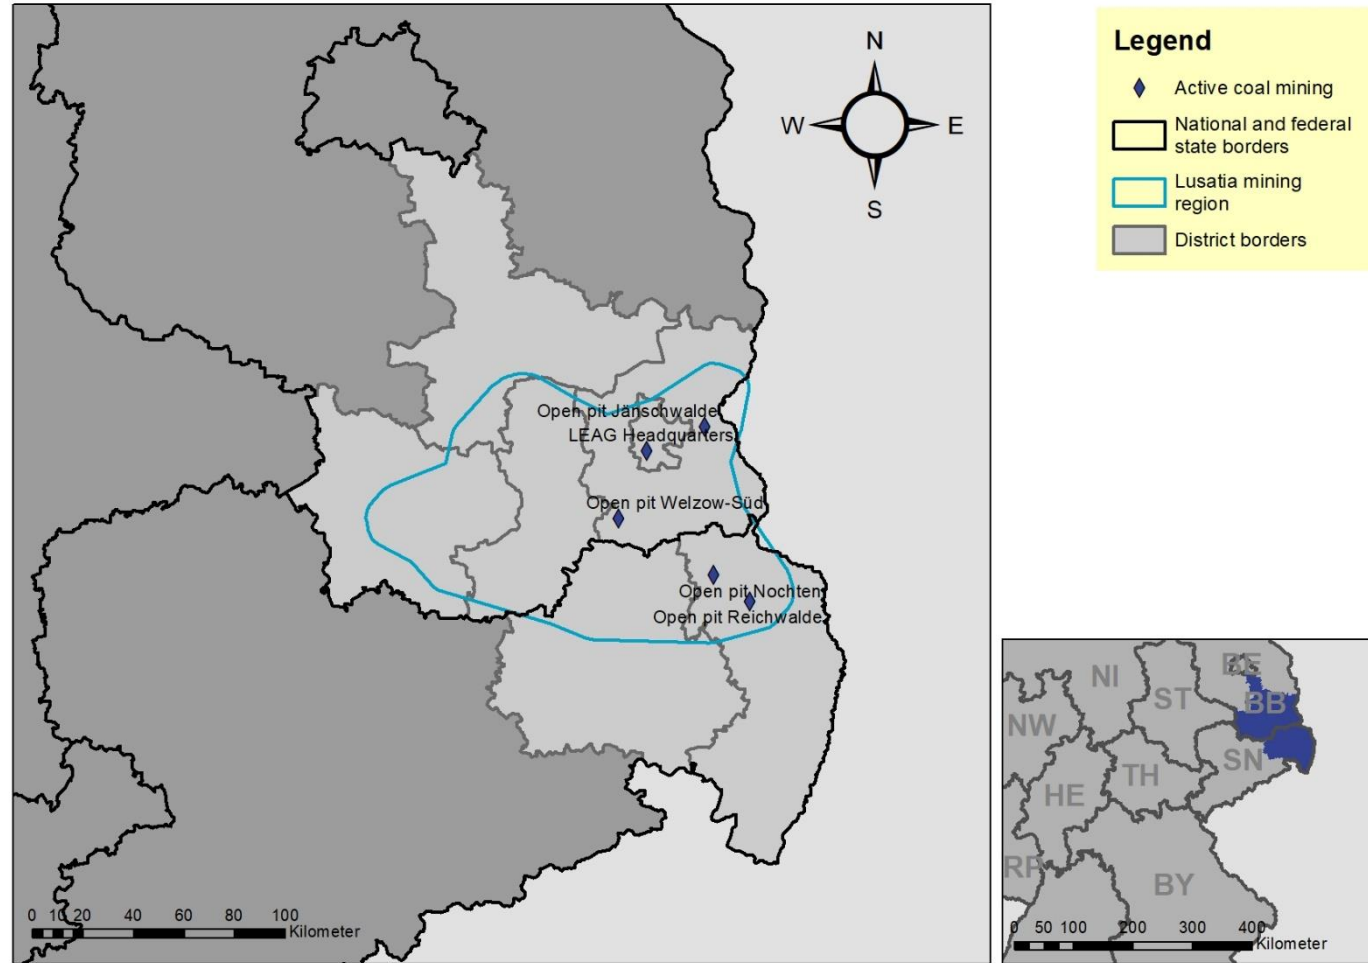 N
W
E
S
Open pit Jänschwalde
LEAG Headquarters
Open pit Welzow-Süd
Open pit Nochten
Open pit Reichwalde
0 10 20 40 60 80 100
Kilometer
Legend
Active coal mining
National and federal
state borders
Lusatia mining
region
District borders
BE
NI
ST
BB
NW
SN
TH
HE
RP
BY
0 50 100 200 300 400
Kilometer